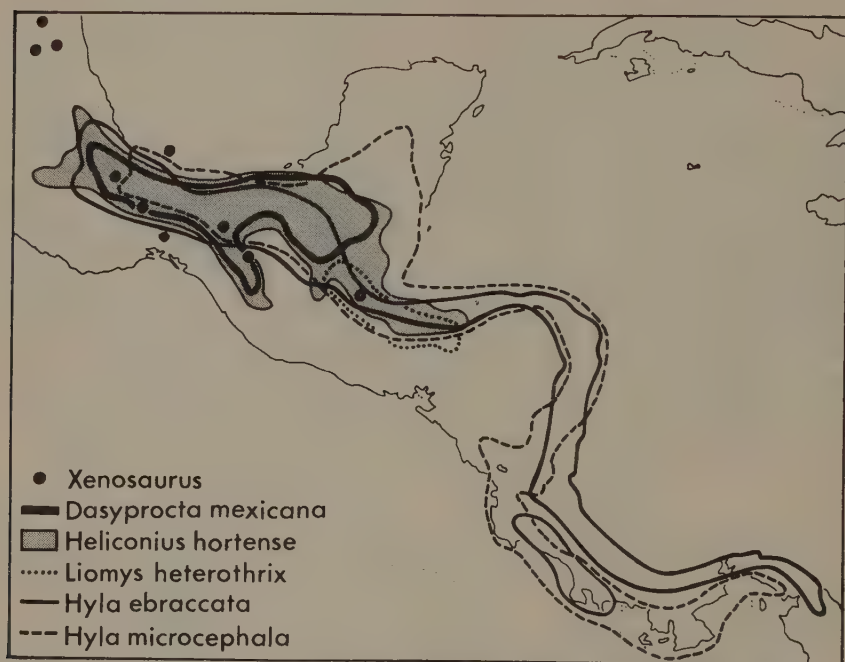 Xenosaurus
Dasyprocta mexicana
Heliconius hortense
Liomys heterothrix
Hyla ebraccata
Hyla microcephala